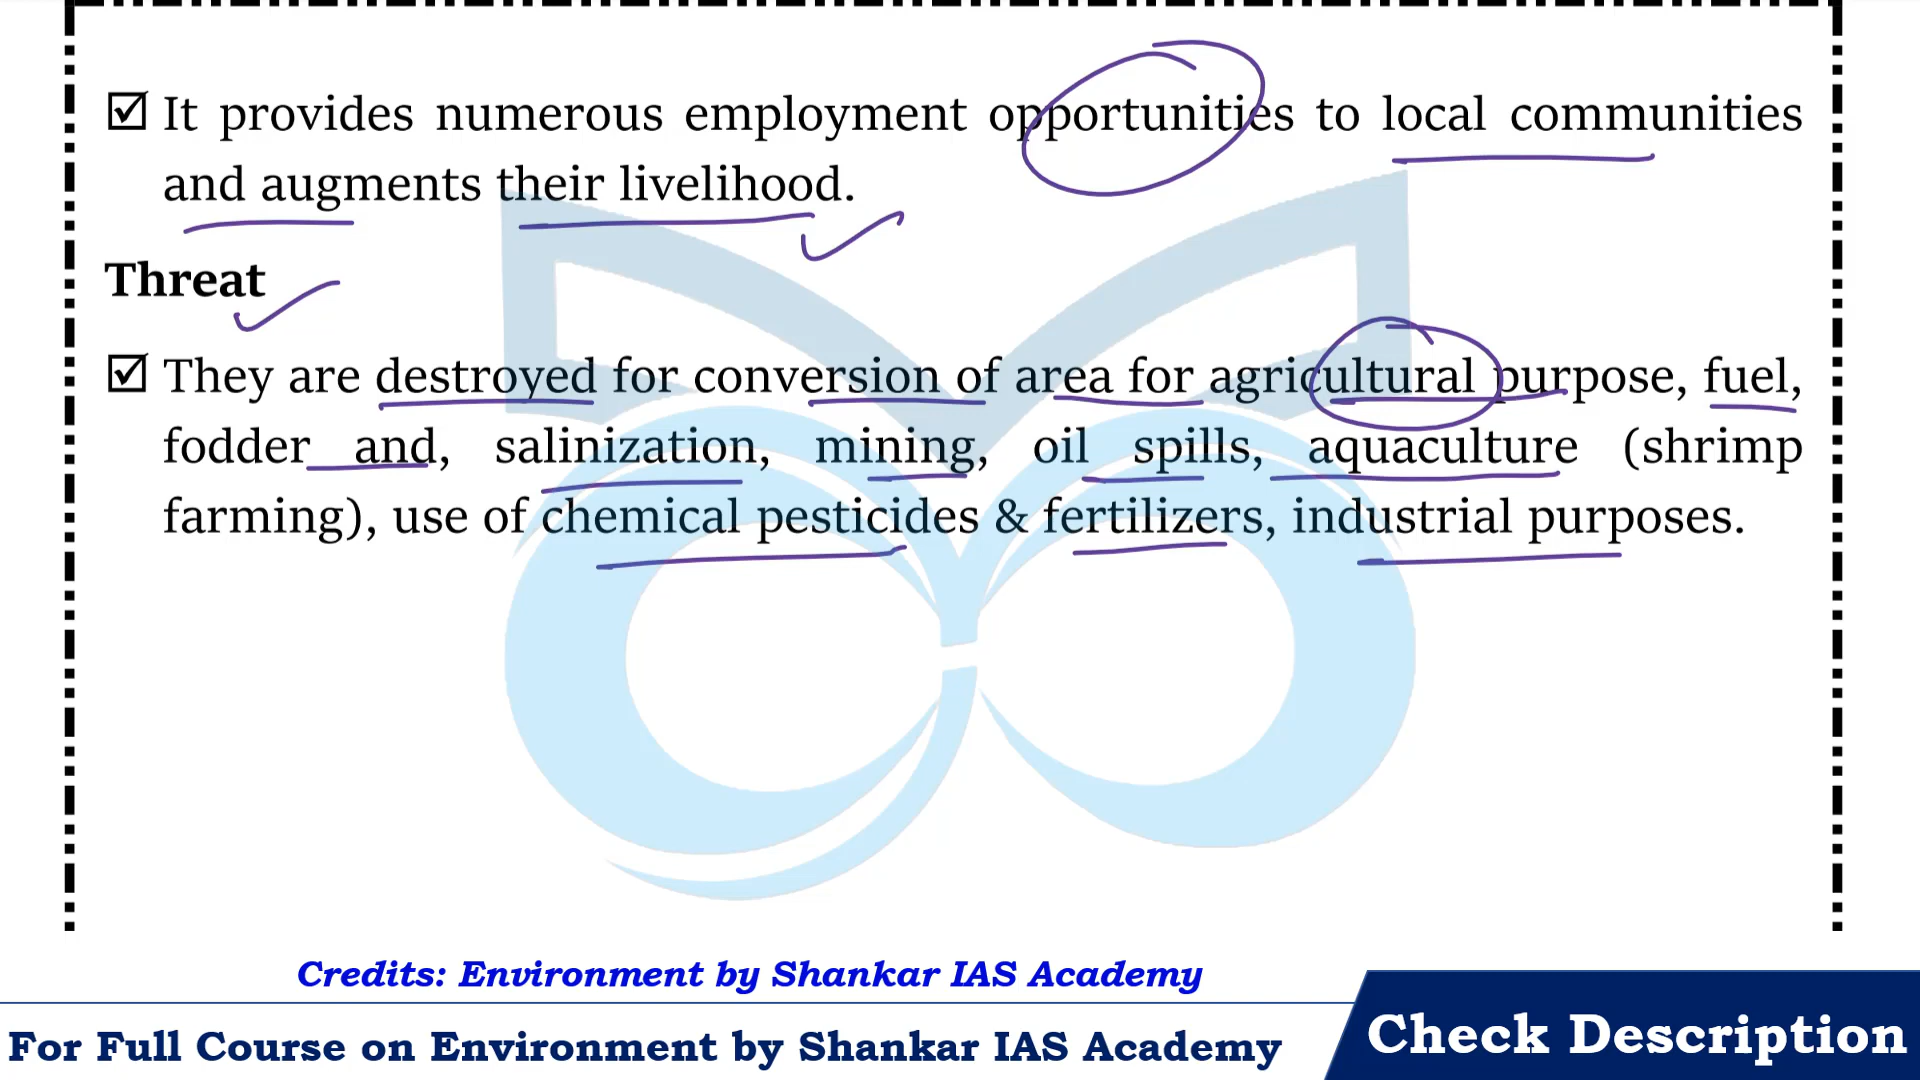 ☑ It provides numerous employment opportunities to local communities
and augments their livelihood.
Threat
☑ They are destroyed for conversion of area for agricultural purpose, fuel,
fodder and, salinization, mining, oil spills, aquaculture (shrimp
farming), use of chemical pesticides & fertilizers, industrial purposes.
Credits: Environment by Shankar IAS Academy
For Full Course on Environment by Shankar IAS Academy
Check Description